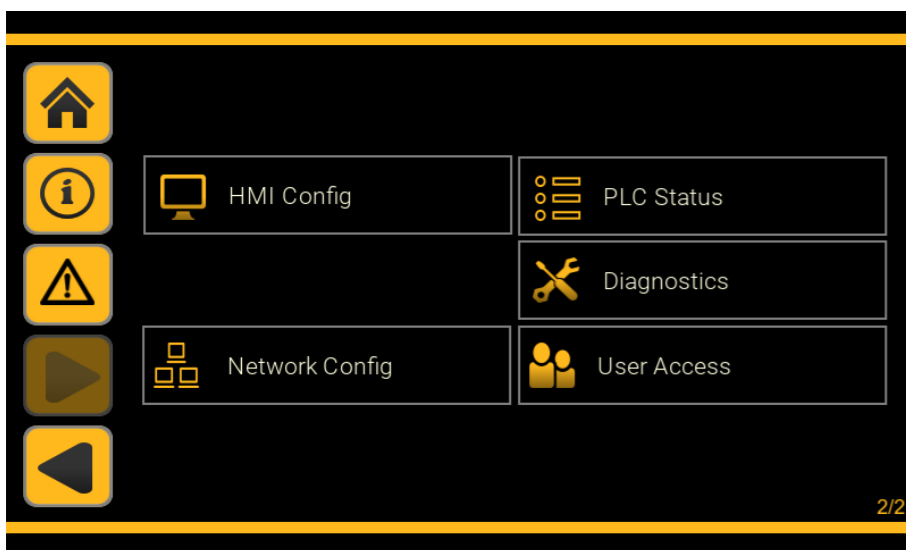 HMI Config
PLC Status
Diagnostics
Network Config
User Access
2/2